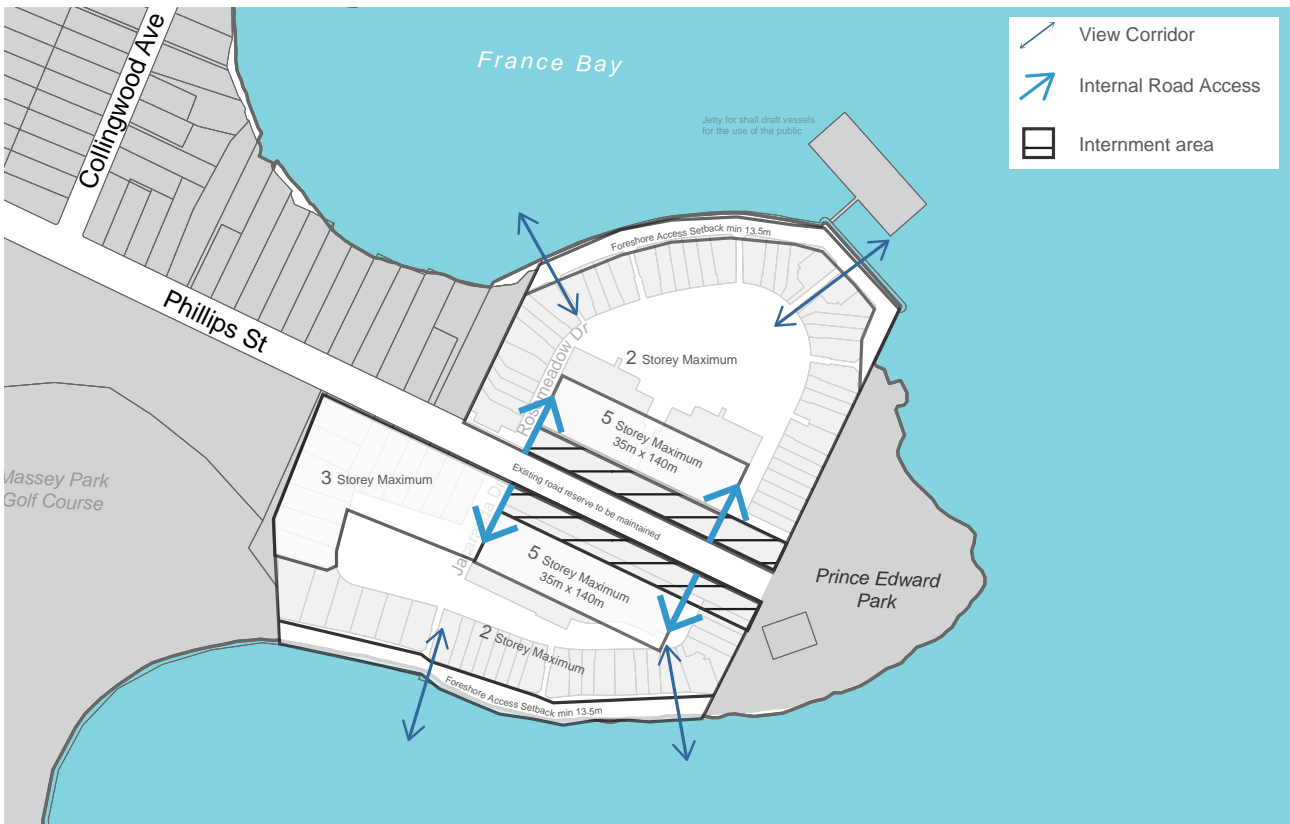 Collingwood Ave
France Bay
View Corridor
Internal Road Access
Internment area
Jetty for shall draft vessels
for the use of the public
Foreshore Access Setback min 13.5m
Phillips St
Rosemeadow Dr
2 Storey Maximum
5 Storey Maximum
35m x 140m
Existing road reserve to be maintained
3 Storey Maximum
Massey Park
Golf Course
5 Storey Maximum
35m x 140m
Prince Edward
Park
2 Storey Maximum
Foreshore Access Setback min 13.5m